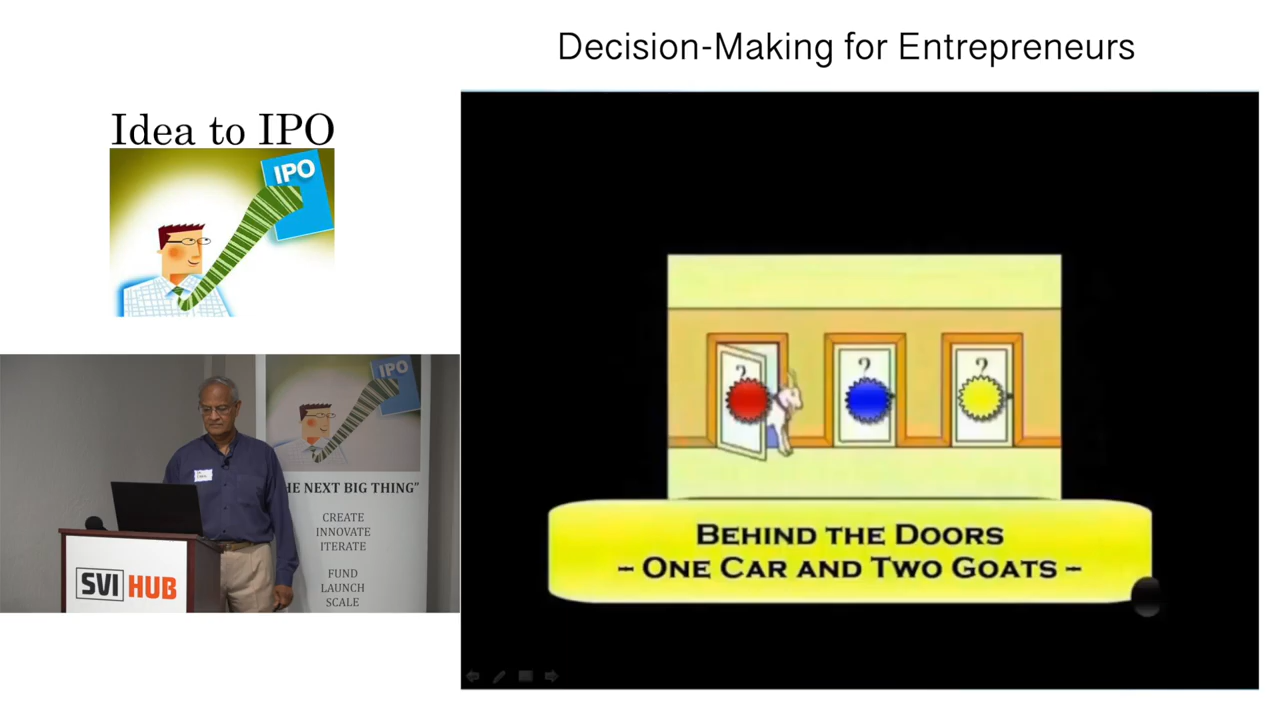 Decision-Making for Entrepreneurs
Idea to IPO
IPO
?
?
?
BEHIND THE DOORS
– ONE CAR AND TWO GOATS –
IPO
HE NEXT BIG THING"
CREATE
INNOVATE
ITERATE
FUND
LAUNCH
SCALE
SVI HUB